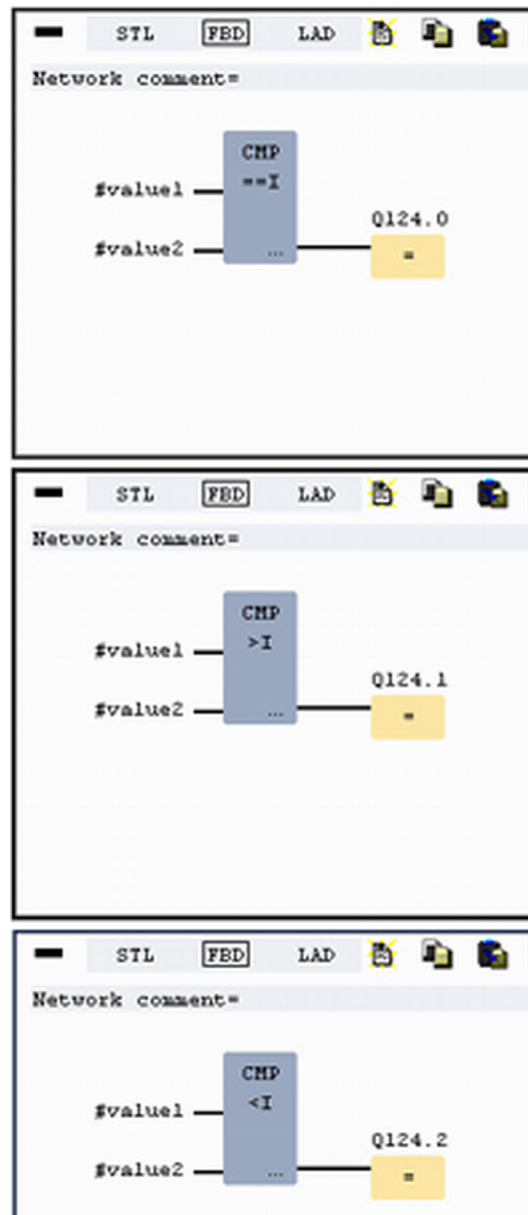 STL FBD LAD
Network comment=
CMP
==I
#value1
Q124.0
#value2
...
=
STL FBD LAD
Network comment=
CMP
>I
#value1
Q124.1
#value2
...
=
STL FBD LAD
Network comment=
CMP
<I
#value1
Q124.2
#value2
...
=